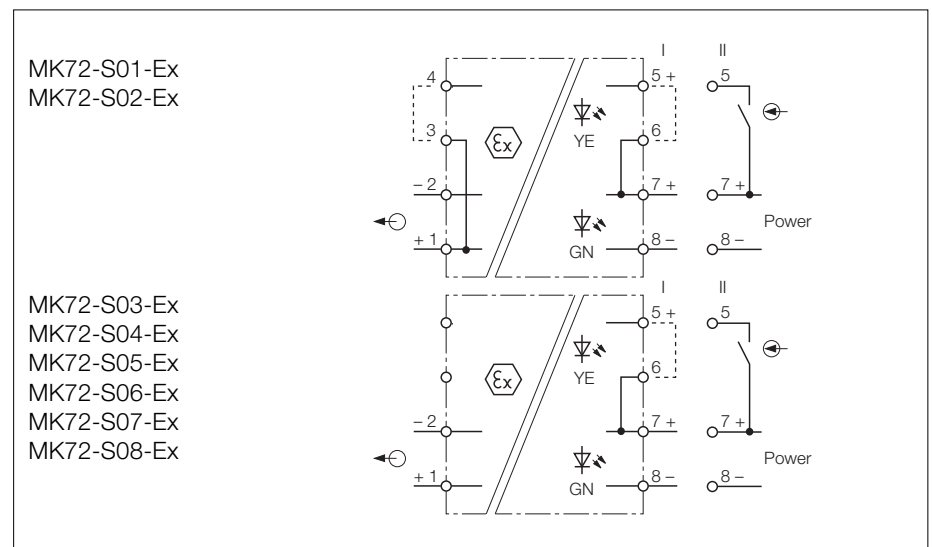 MK72-S01-Ex
MK72-S02-Ex
I II
4 5 + 5
3 Ex YE 6
– 2 7 + 7 +
Power
+ 1 GN 8 – 8 –
MK72-S03-Ex
MK72-S04-Ex
MK72-S05-Ex
MK72-S06-Ex
MK72-S07-Ex
MK72-S08-Ex
I II
5 + 5
Ex YE 6
– 2 7 + 7 +
Power
+ 1 GN 8 – 8 –